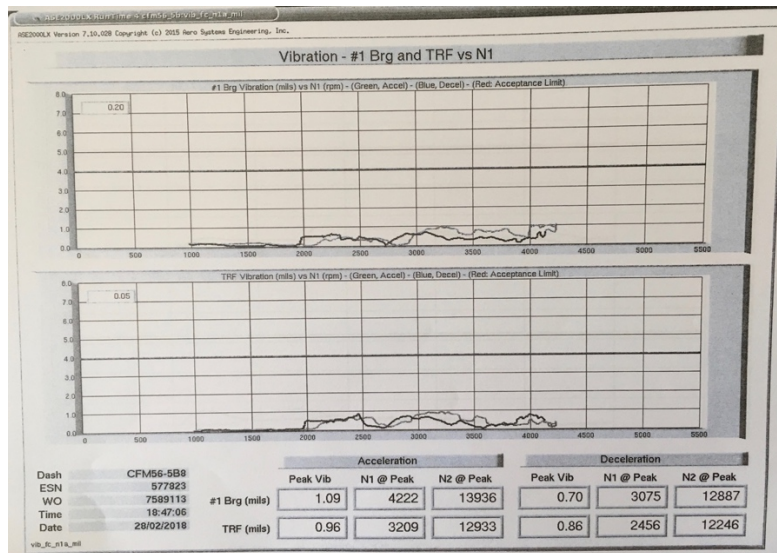 ASE2000LX RunTime 4 cfm56_5b:vib_fc_n1a_mil
ASE2000LX Version 7.10,028 Copyright (c) 2015 Aero Systems Engineering, Inc.
Vibration - #1 Brg and TRF vs N1
#1 Brg Vibration (mils) vs N1 (rpm) - (Green, Accel) - (Blue, Decel) - (Red: Acceptance Limit)
8.0
0.20
7.0
6.0
5.0
4.0
3.0
2.0
1.0
0.0
0 500 1000 1500 2000 2500 3000 3500 4000 4500 5000 5500
TRF Vibration (mils) vs N1 (rpm) - (Green, Accel) - (Blue, Decel) - (Red: Acceptance Limit)
8.0
0.05
7.0
6.0
5.0
4.0
3.0
2.0
1.0
0.0
0 500 1000 1500 2000 2500 3000 3500 4000 4500 5000 5500
Acceleration Deceleration
Peak Vib N1 @ Peak N2 @ Peak Peak Vib N1 @ Peak N2 @ Peak
Dash CFM56-5B8
ESN 577823
WO 7589113
Time 18:47:06
Date 28/02/2018
#1 Brg (mils) 1.09 4222 13936 0.70 3075 12887
TRF (mils) 0.96 3209 12933 0.86 2456 12246
vib_fc_n1a_mil